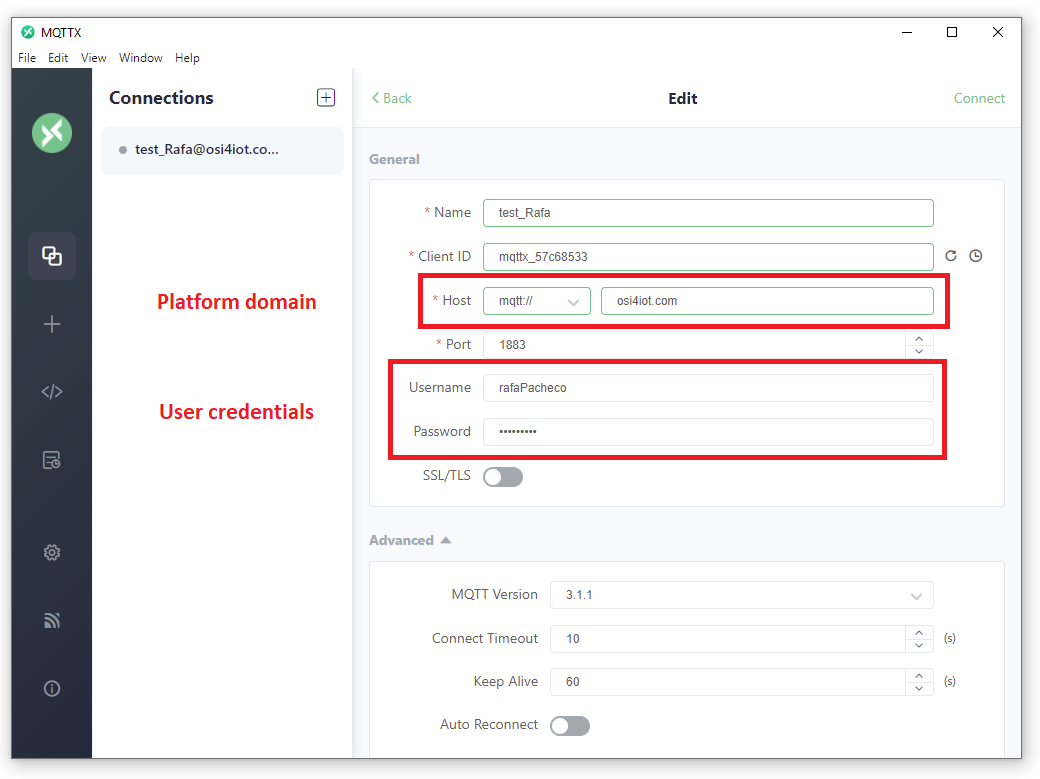 MQTTX
File Edit View Window Help
Connections
test_Rafa@osi4iot.co...
Back Edit Connect
General
* Name test_Rafa
* Client ID mqttx_57c68533
Platform domain
* Host mqtt:// osi4iot.com
* Port 1883
User credentials
Username rafaPacheco
Password •••••••••
SSL/TLS
Advanced
MQTT Version 3.1.1
Connect Timeout 10 (s)
Keep Alive 60 (s)
Auto Reconnect